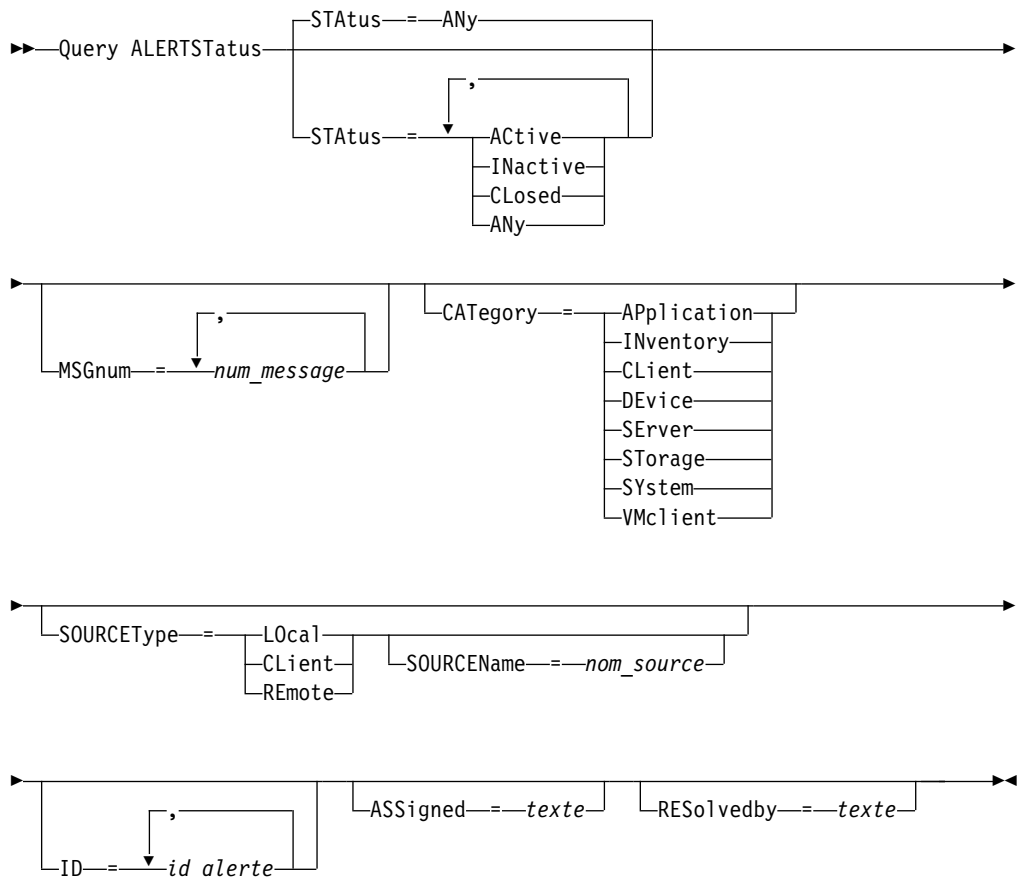 STAtus = ANy
Query ALERTSTatus
,
STAtus = ACtive
INactive
CLosed
ANy
,
MSGnum = num_message
CATegory = APplication
INventory
CLient
DEvice
SErver
STorage
SYstem
VMclient
SOURCEType = LOcal
CLient
REmote
SOURCEName = nom_source
,
ID = id_alerte
ASSigned = texte
RESolvedby = texte